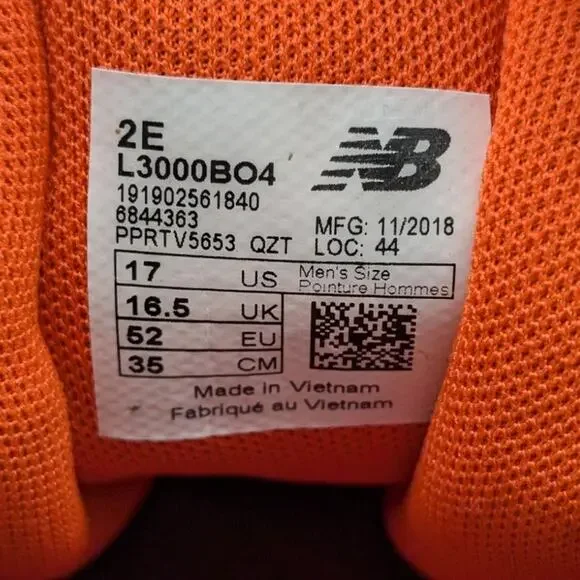 2E
L3000BO4
191902561840
6844363
PPRTV5653 QZT
NB
MFG: 11/2018
LOC: 44
17 US Men's Size
Pointure Hommes
16.5 UK
52 EU
35 CM
Made in Vietnam
Fabriqué au Vietnam